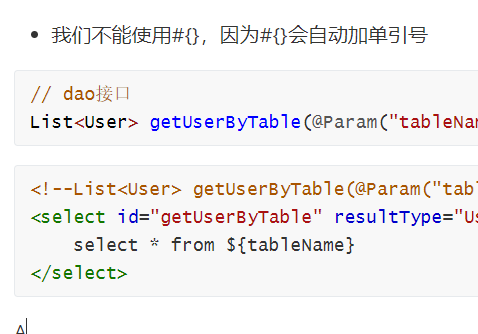 我们不能使用#{}，因为#{}会自动加单引号
// dao接口
List<User> getUserByTable(@Param("tableNam
<!--List<User> getUserByTable(@Param("tabl
<select id="getUserByTable" resultType="Us
    select * from ${tableName}
</select>